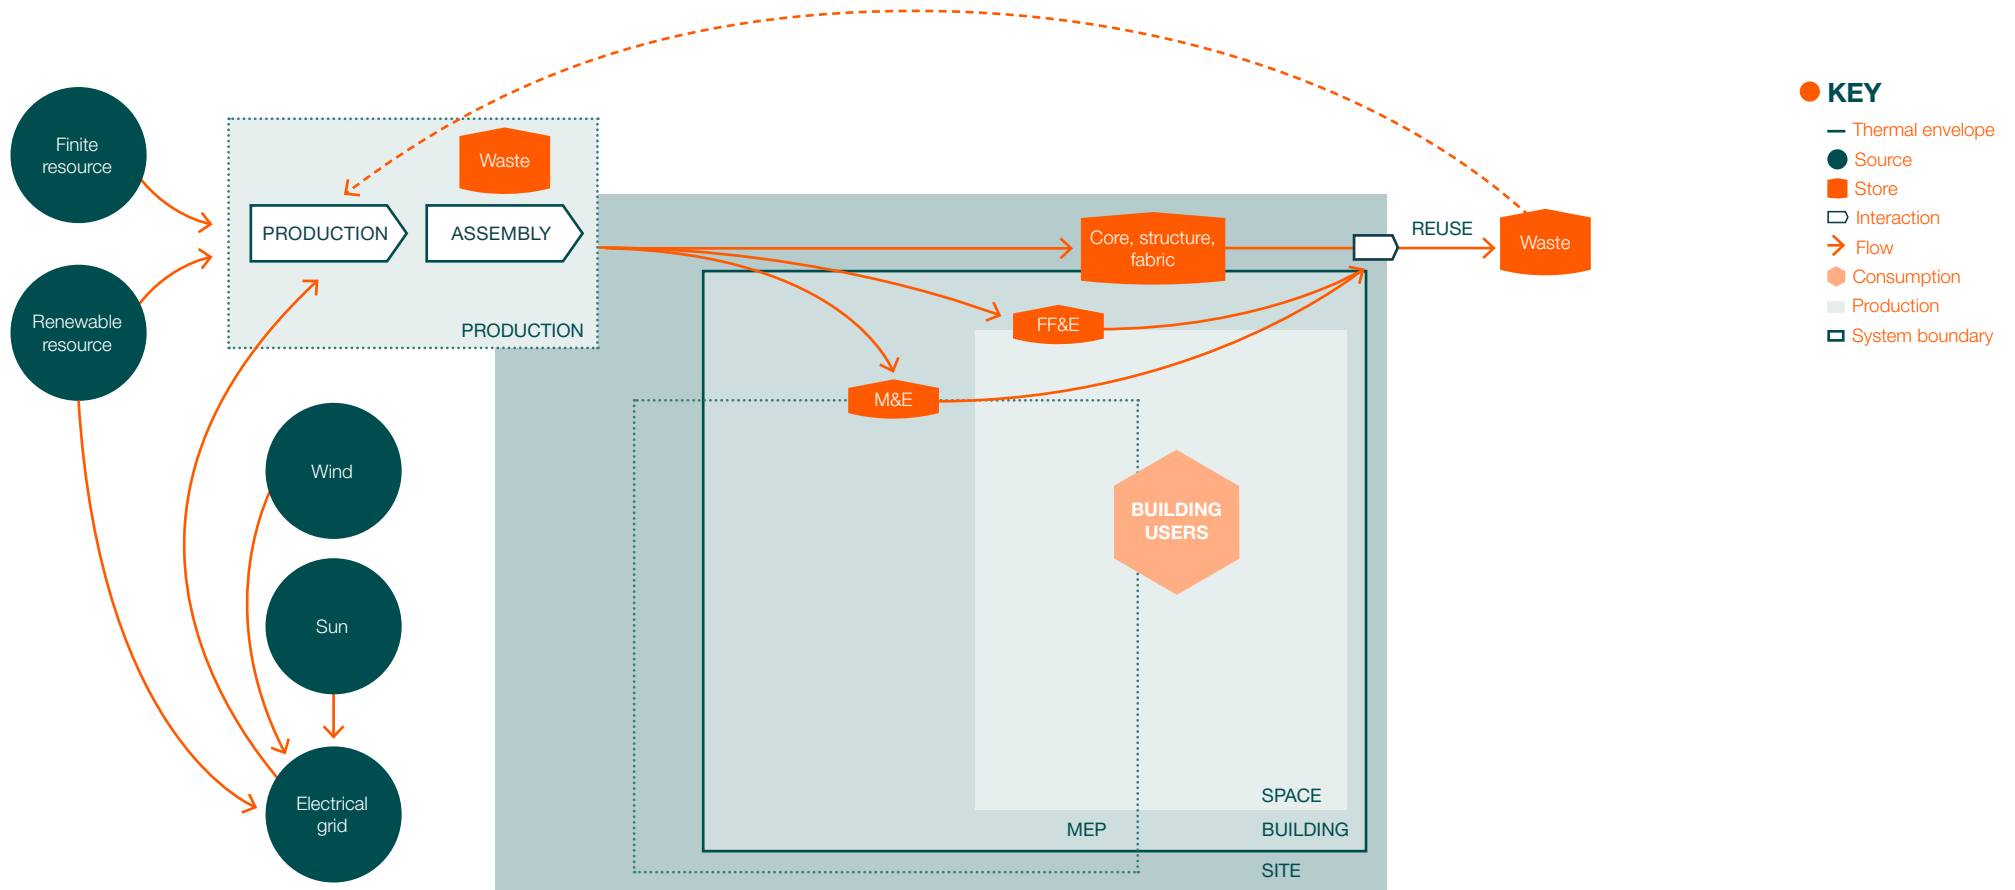 Finite
resource
Renewable
resource
Waste
PRODUCTION
ASSEMBLY
PRODUCTION
Wind
Sun
Electrical
grid
Core, structure,
fabric
FF&E
M&E
BUILDING
USERS
SPACE
MEP
BUILDING
SITE
REUSE
Waste
KEY
Thermal envelope
Source
Store
Interaction
Flow
Consumption
Production
System boundary